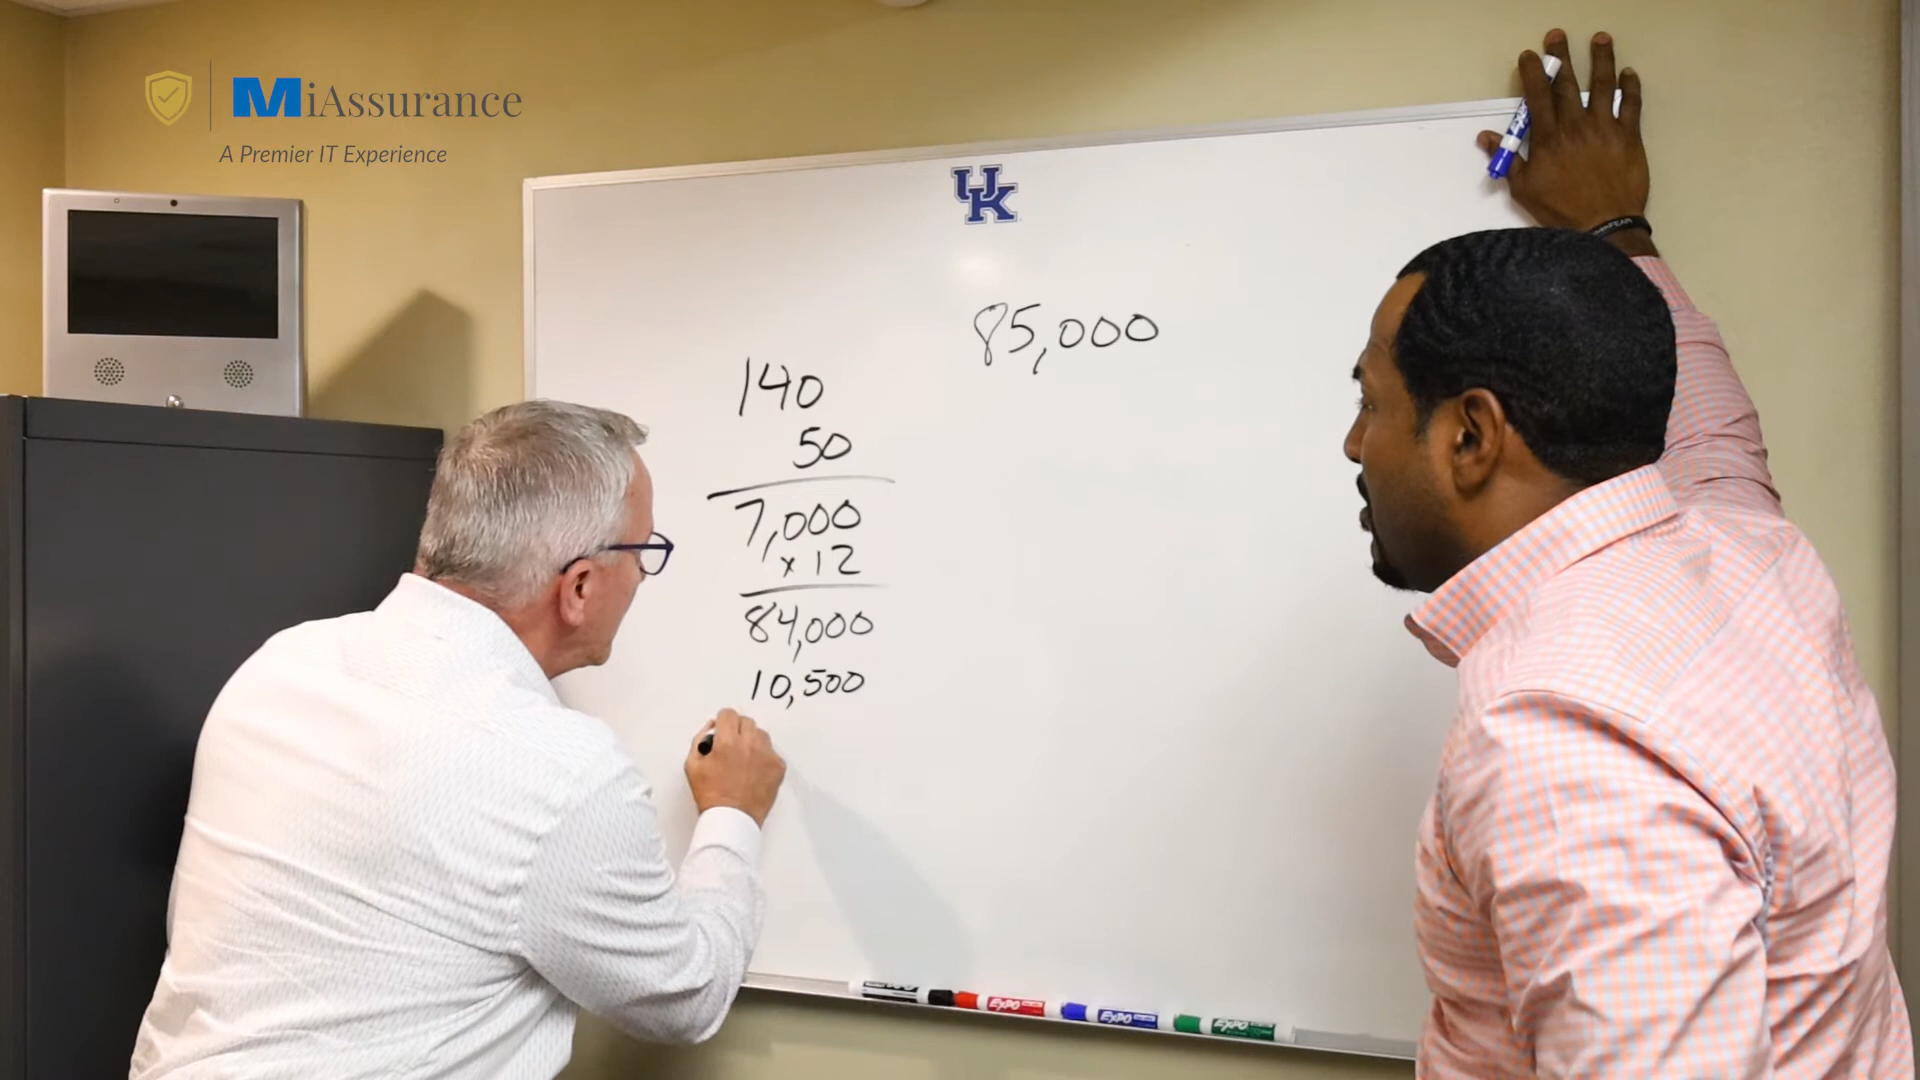 MiAssurance
A Premier IT Experience
UK
85,000
140
50
7,000
x 12
84,000
10,500
EXPO
EXPO
EXPO